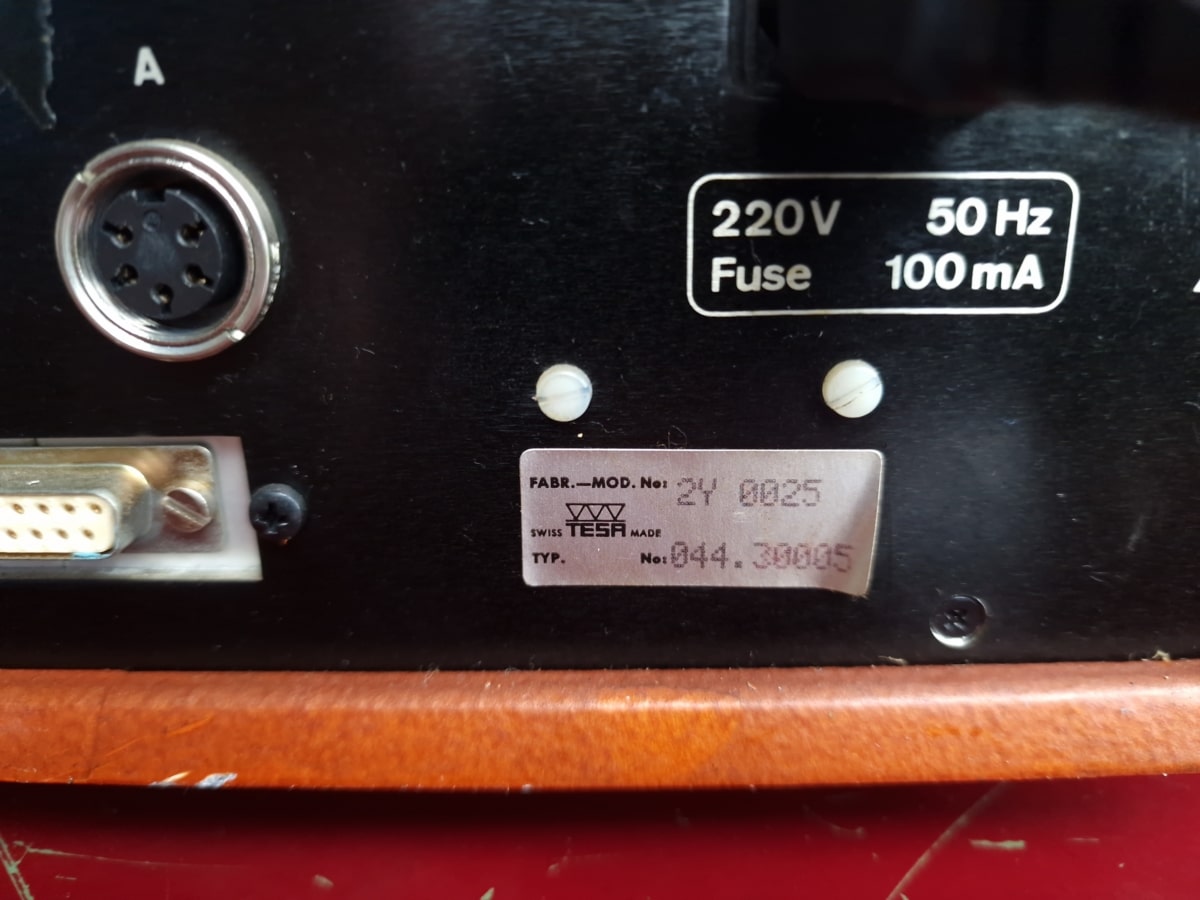 A
220V 50 Hz
Fuse 100 mA
FABR.—MOD. No: 2Y 0025
SWISS TESA MADE
TYP. No: 044.30005